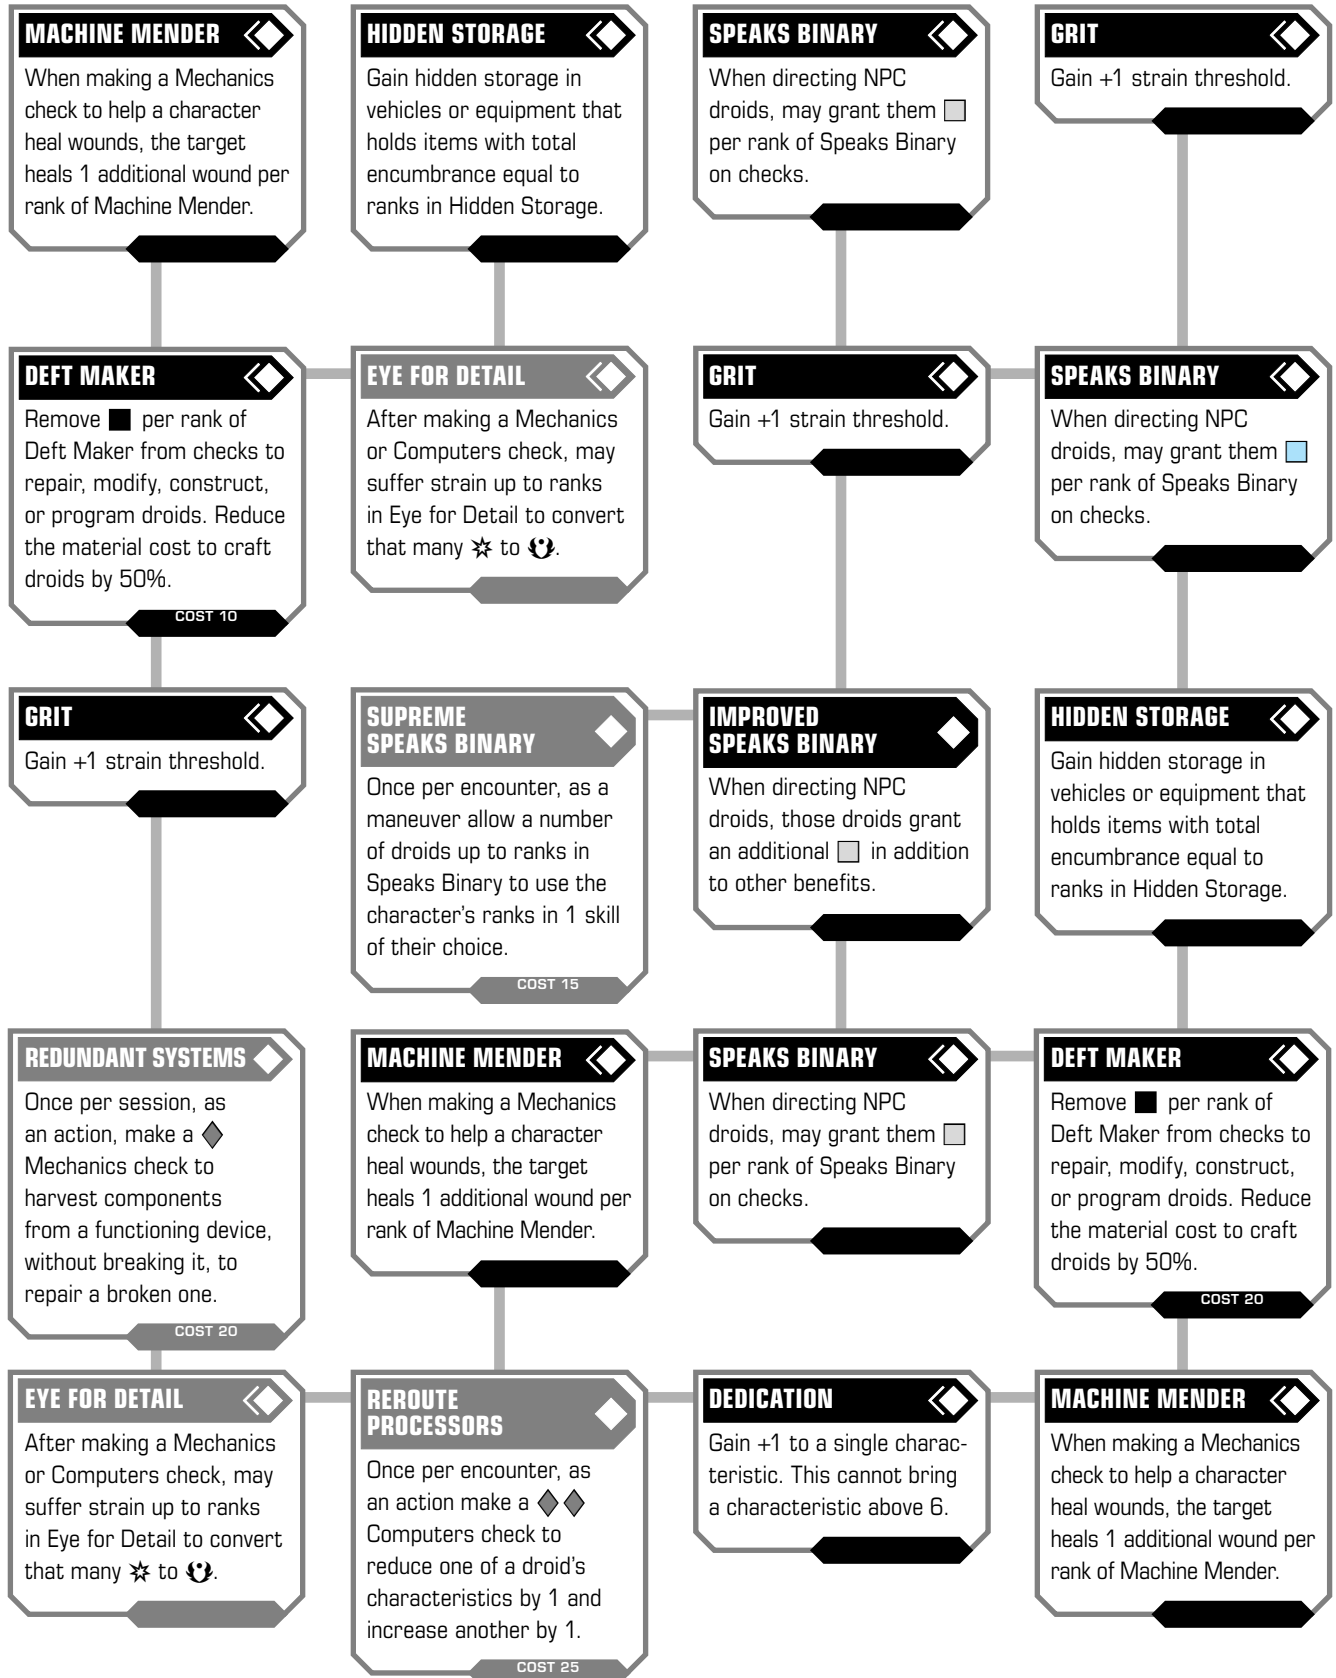 MACHINE MENDER
When making a Mechanics
check to help a character
heal wounds, the target
heals 1 additional wound per
rank of Machine Mender.
HIDDEN STORAGE
Gain hidden storage in
vehicles or equipment that
holds items with total
encumbrance equal to
ranks in Hidden Storage.
SPEAKS BINARY
When directing NPC
droids, may grant them
per rank of Speaks Binary
on checks.
GRIT
Gain +1 strain threshold.
DEFT MAKER
Remove per rank of
Deft Maker from checks to
repair, modify, construct,
or program droids. Reduce
the material cost to craft
droids by 50%.
COST 10
EYE FOR DETAIL
After making a Mechanics
or Computers check, may
suffer strain up to ranks
in Eye for Detail to convert
that many to .
GRIT
Gain +1 strain threshold.
SPEAKS BINARY
When directing NPC
droids, may grant them
per rank of Speaks Binary
on checks.
GRIT
Gain +1 strain threshold.
SUPREME
SPEAKS BINARY
Once per encounter, as a
maneuver allow a number
of droids up to ranks in
Speaks Binary to use the
character's ranks in 1 skill
of their choice.
COST 15
IMPROVED
SPEAKS BINARY
When directing NPC
droids, those droids grant
an additional in addition
to other benefits.
HIDDEN STORAGE
Gain hidden storage in
vehicles or equipment that
holds items with total
encumbrance equal to
ranks in Hidden Storage.
REDUNDANT SYSTEMS
Once per session, as
an action, make a
Mechanics check to
harvest components
from a functioning device,
without breaking it, to
repair a broken one.
COST 20
MACHINE MENDER
When making a Mechanics
check to help a character
heal wounds, the target
heals 1 additional wound per
rank of Machine Mender.
SPEAKS BINARY
When directing NPC
droids, may grant them
per rank of Speaks Binary
on checks.
DEFT MAKER
Remove per rank of
Deft Maker from checks to
repair, modify, construct,
or program droids. Reduce
the material cost to craft
droids by 50%.
COST 20
EYE FOR DETAIL
After making a Mechanics
or Computers check, may
suffer strain up to ranks
in Eye for Detail to convert
that many to .
REROUTE
PROCESSORS
Once per encounter, as
an action make a
Computers check to
reduce one of a droid's
characteristics by 1 and
increase another by 1.
COST 25
DEDICATION
Gain +1 to a single charac-
teristic. This cannot bring
a characteristic above 6.
MACHINE MENDER
When making a Mechanics
check to help a character
heal wounds, the target
heals 1 additional wound per
rank of Machine Mender.